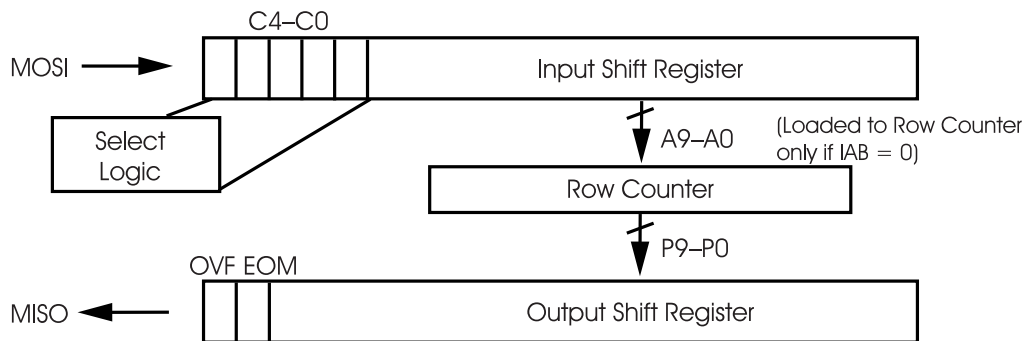 C4–C0
MOSI
Input Shift Register
Select
Logic
A9–A0
(Loaded to Row Counter
only if IAB = 0)
Row Counter
P9–P0
OVF EOM
MISO
Output Shift Register